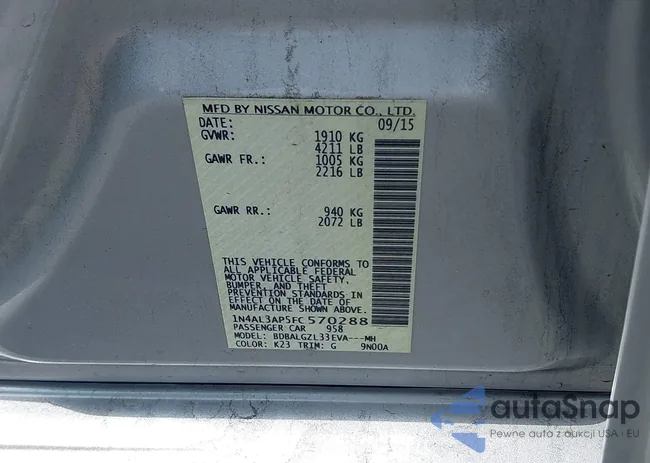 MFD BY NISSAN MOTOR CO., LTD.
DATE: 09/15
GVWR: 1910 KG
4211 LB
GAWR FR.: 1005 KG
2216 LB
GAWR RR.: 940 KG
2072 LB
THIS VEHICLE CONFORMS TO
ALL APPLICABLE FEDERAL
MOTOR VEHICLE SAFETY,
BUMPER, AND THEFT
PREVENTION STANDARDS IN
EFFECT ON THE DATE OF
MANUFACTURE SHOWN ABOVE.
1N4AL3AP5FC570288
PASSENGER CAR 958
MODEL: BDBALGZL33EVA---MH
COLOR: K23 TRIM: G 9N00A
autoSnap
Pewne auta z aukcji USA i EU